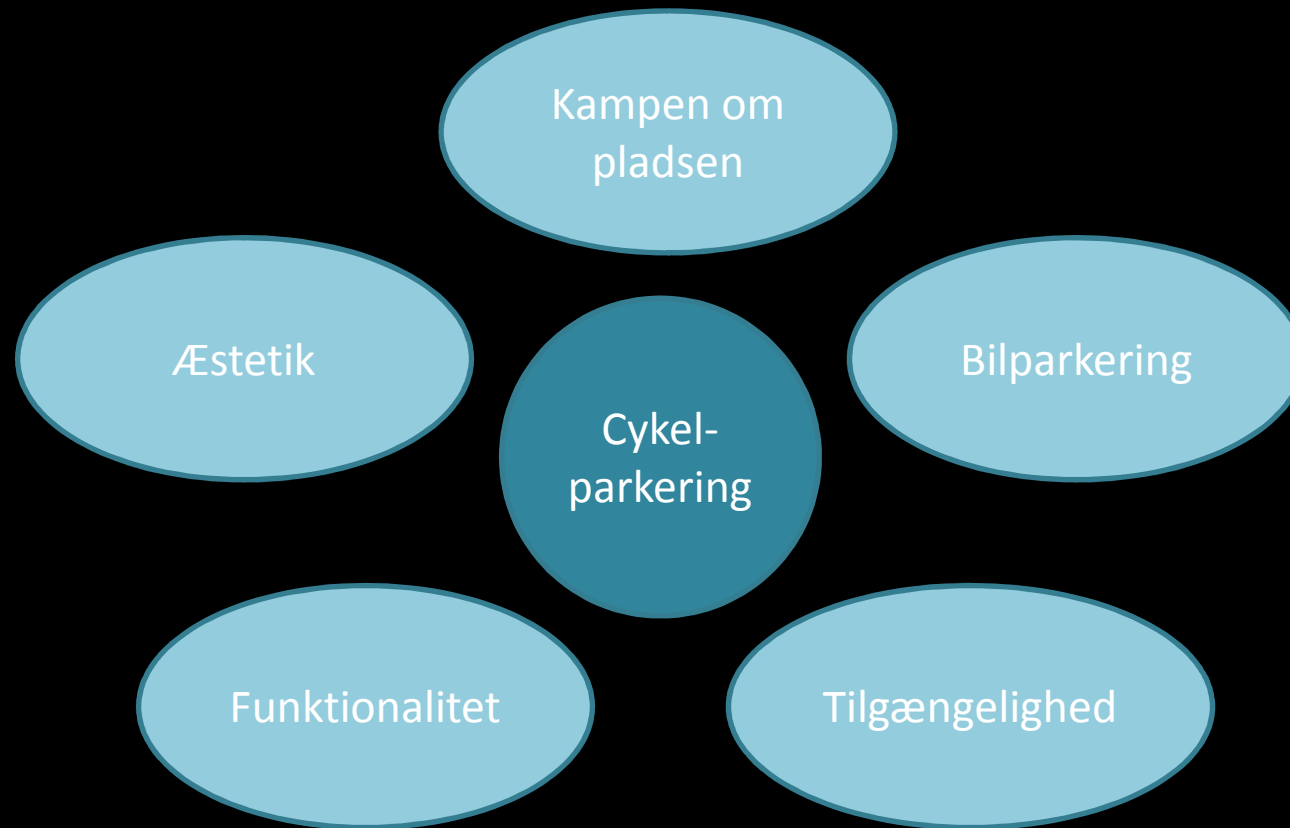 Kampen om
pladsen
Æstetik
Bilparkering
Cykel-
parkering
Funktionalitet
Tilgængelighed